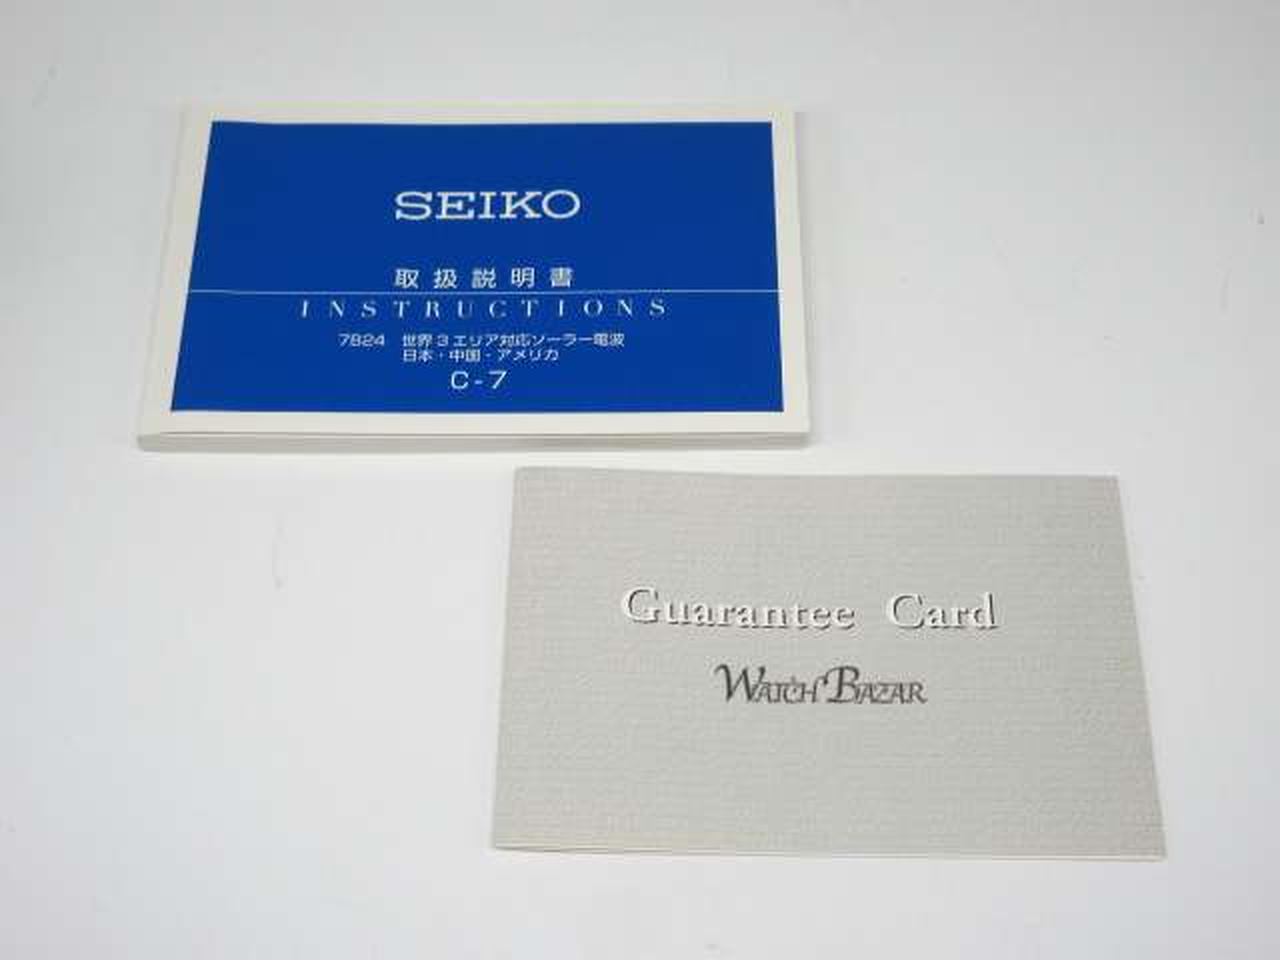 SEIKO
取扱説明書
INSTRUCTIONS
7B24 世界3エリア対応ソーラー電波
日本・中国・アメリカ
C-7
Guarantee Card
WATCH BAZAR